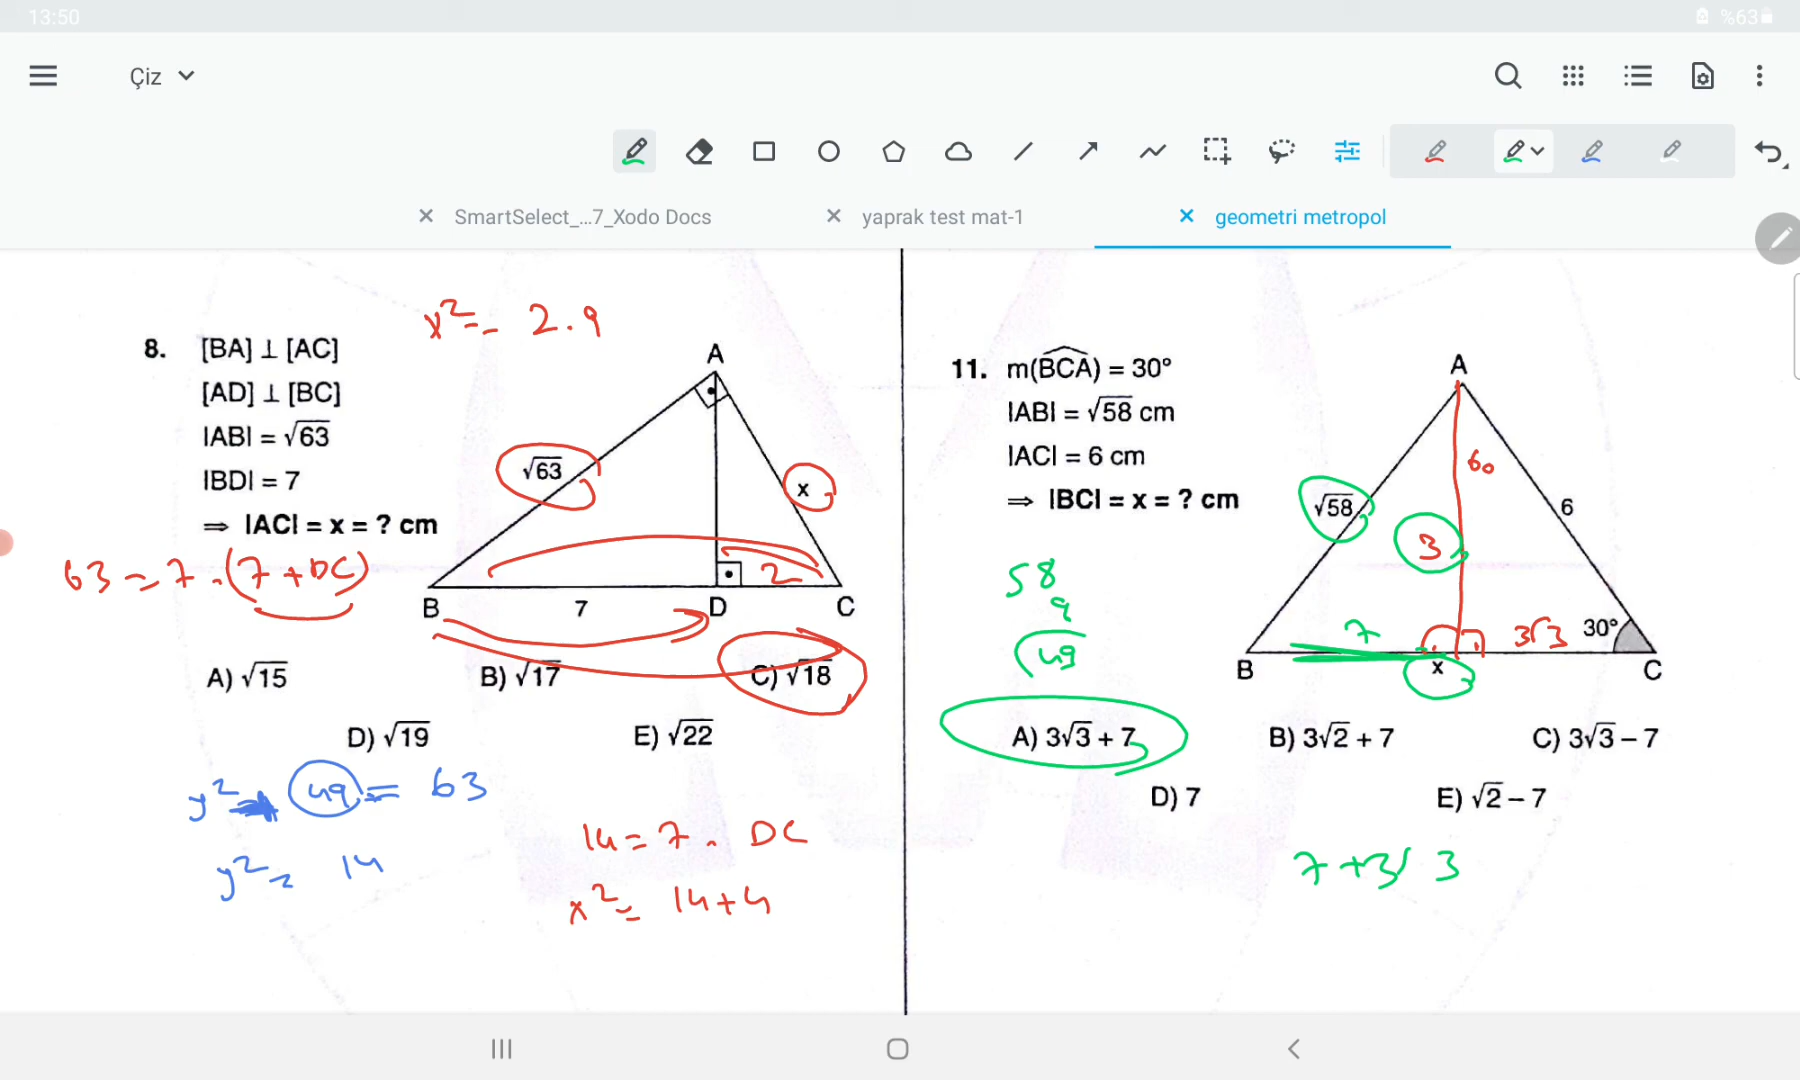 13:50
%63
Çiz
SmartSelect_...7_Xodo Docs
yaprak test mat-1
geometri metropol
x² = 2.9
8. [BA] ⊥ [AC]
[AD] ⊥ [BC]
|AB| = √63
|BD| = 7
⇒ |AC| = x = ? cm
63 = 7.(7+DC)
A
√63
x
2
B
7
D
C
A) √15
B) √17
C) √18
D) √19
E) √22
y² 49 = 63
y² = 14
14 = 7 . DC
x² = 14+4
11. m(BCA) = 30°
|AB| = √58 cm
|AC| = 6 cm
⇒ |BC| = x = ? cm
58
9
49
A
60
√58
3
6
7
3√3
30°
B
x
C
A) 3√3 + 7
B) 3√2 + 7
C) 3√3 – 7
D) 7
E) √2 – 7
7+3√3